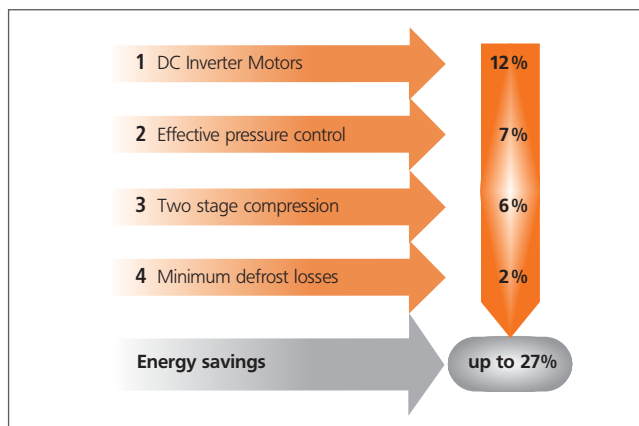 1 DC Inverter Motors 12%
2 Effective pressure control 7%
3 Two stage compression 6%
4 Minimum defrost losses 2%
Energy savings up to 27%